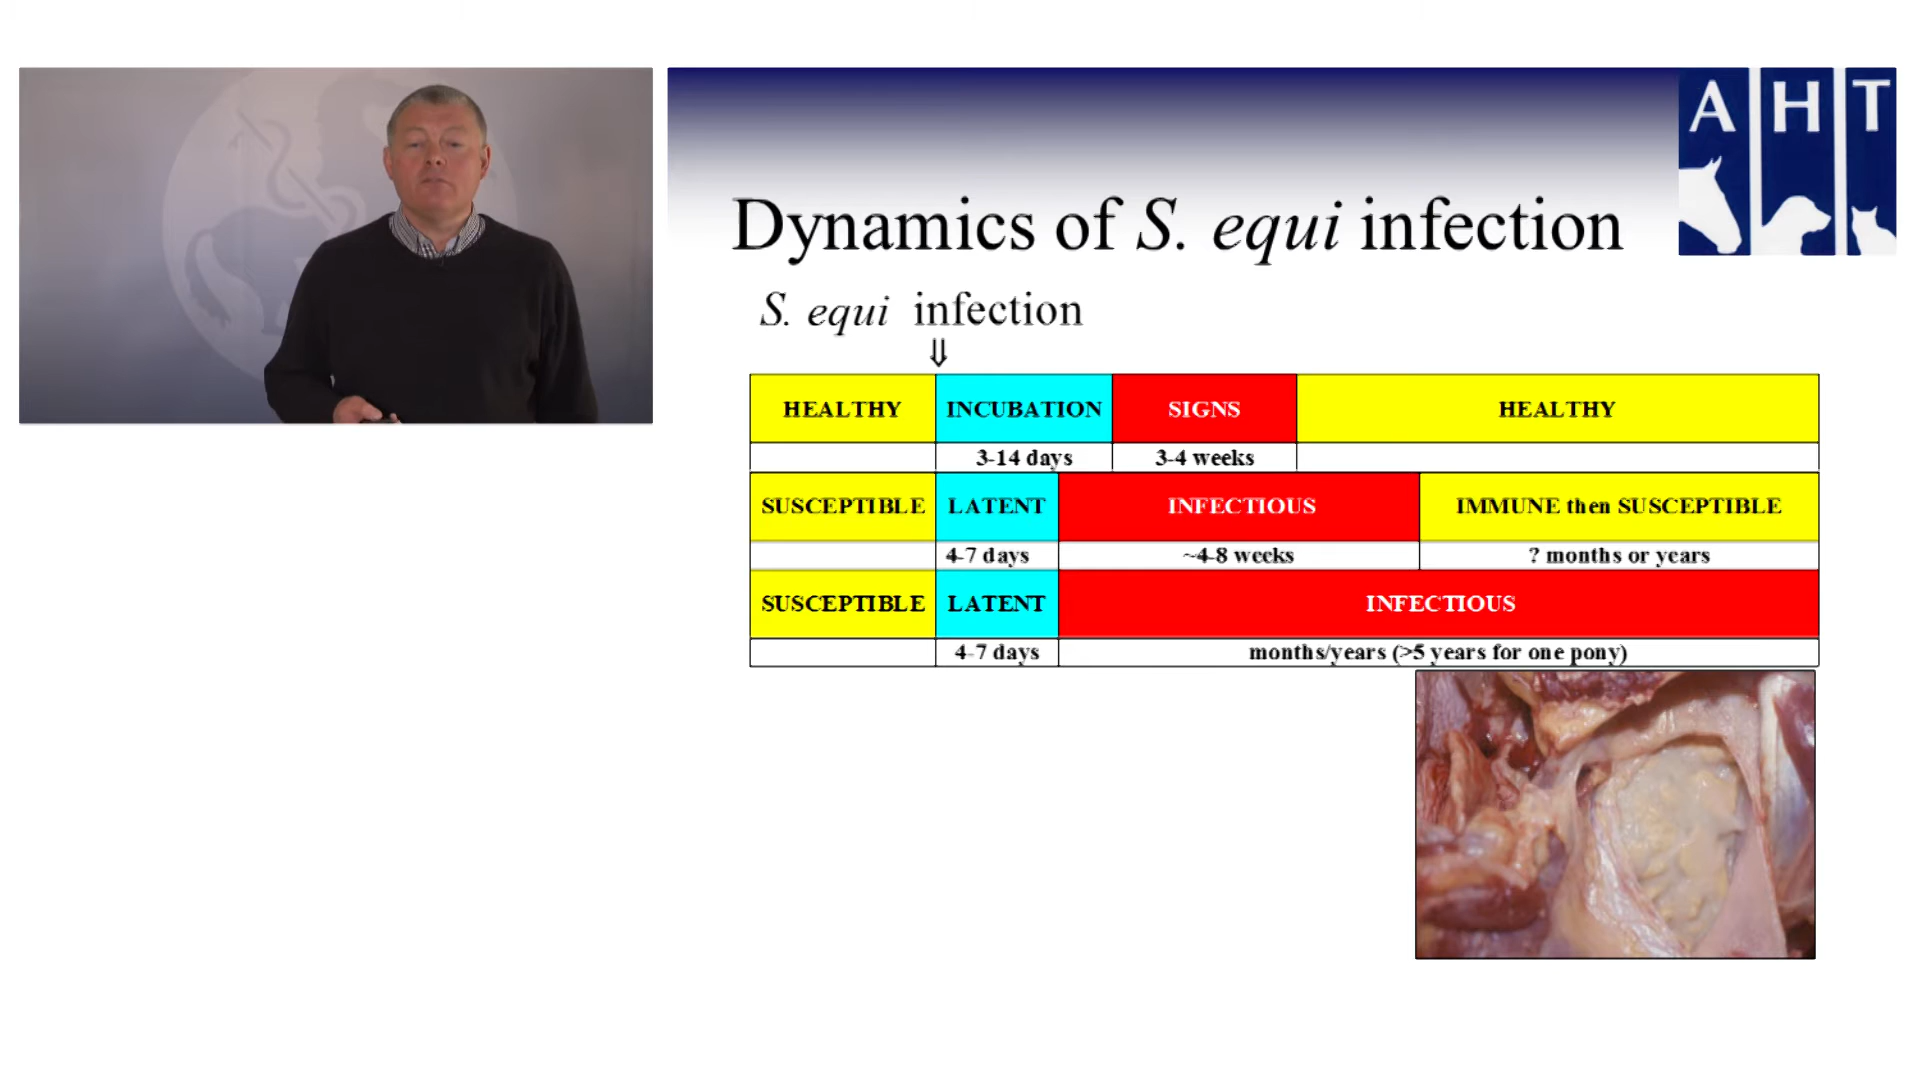 A H T
Dynamics of S. equi infection
S. equi infection
⇓
HEALTHY INCUBATION SIGNS HEALTHY
3-14 days 3-4 weeks
SUSCEPTIBLE LATENT INFECTIOUS IMMUNE then SUSCEPTIBLE
4-7 days ~4-8 weeks ? months or years
SUSCEPTIBLE LATENT INFECTIOUS
4-7 days months/years (>5 years for one pony)